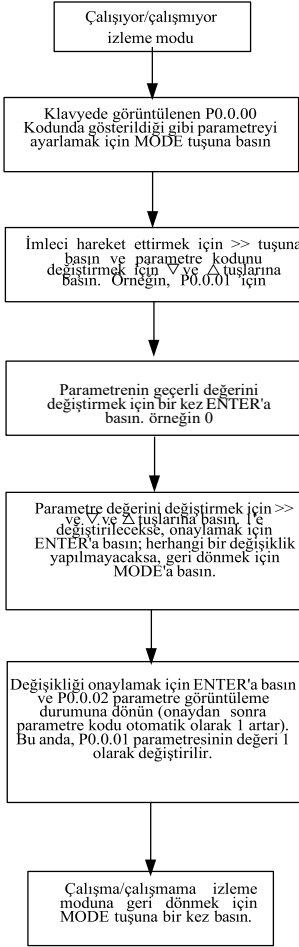 Çalışıyor/çalışmıyor
izleme modu
Klavyede görüntülenen P0.0.00
Kodunda gösterildiği gibi parametreyi
ayarlamak için MODE tuşuna basın
İmleci hareket ettirmek için >> tuşuna
basın ve parametre kodunu
değiştirmek için ▽ ve △ tuşlarına
basın. Örneğin, P0.0.01 için
Parametrenin geçerli değerini
değiştirmek için bir kez ENTER'a
basın. örneğin 0
Parametre değerini değiştirmek için >>
ve ▽ ve △ tuşlarına basın. 1'e
değiştirilecekse, onaylamak için
ENTER'a basın; herhangi bir değişiklik
yapılmayacaksa, geri dönmek için
MODE'a basın.
Değişikliği onaylamak için ENTER'a basın
ve P0.0.02 parametre görüntüleme
durumuna dönün (onaydan sonra
parametre kodu otomatik olarak 1 artar).
Bu anda, P0.0.01 parametresinin değeri 1
olarak değiştirilir.
Çalışma/çalışmama izleme
moduna geri dönmek için
MODE tuşuna bir kez basın.